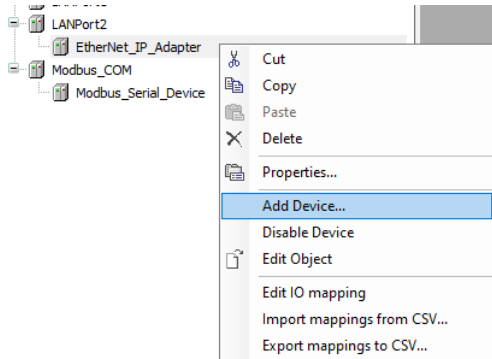 LANPort2
EtherNet_IP_Adapter
Modbus_COM
Modbus_Serial_Device
Cut
Copy
Paste
Delete
Properties...
Add Device...
Disable Device
Edit Object
Edit IO mapping
Import mappings from CSV...
Export mappings to CSV...